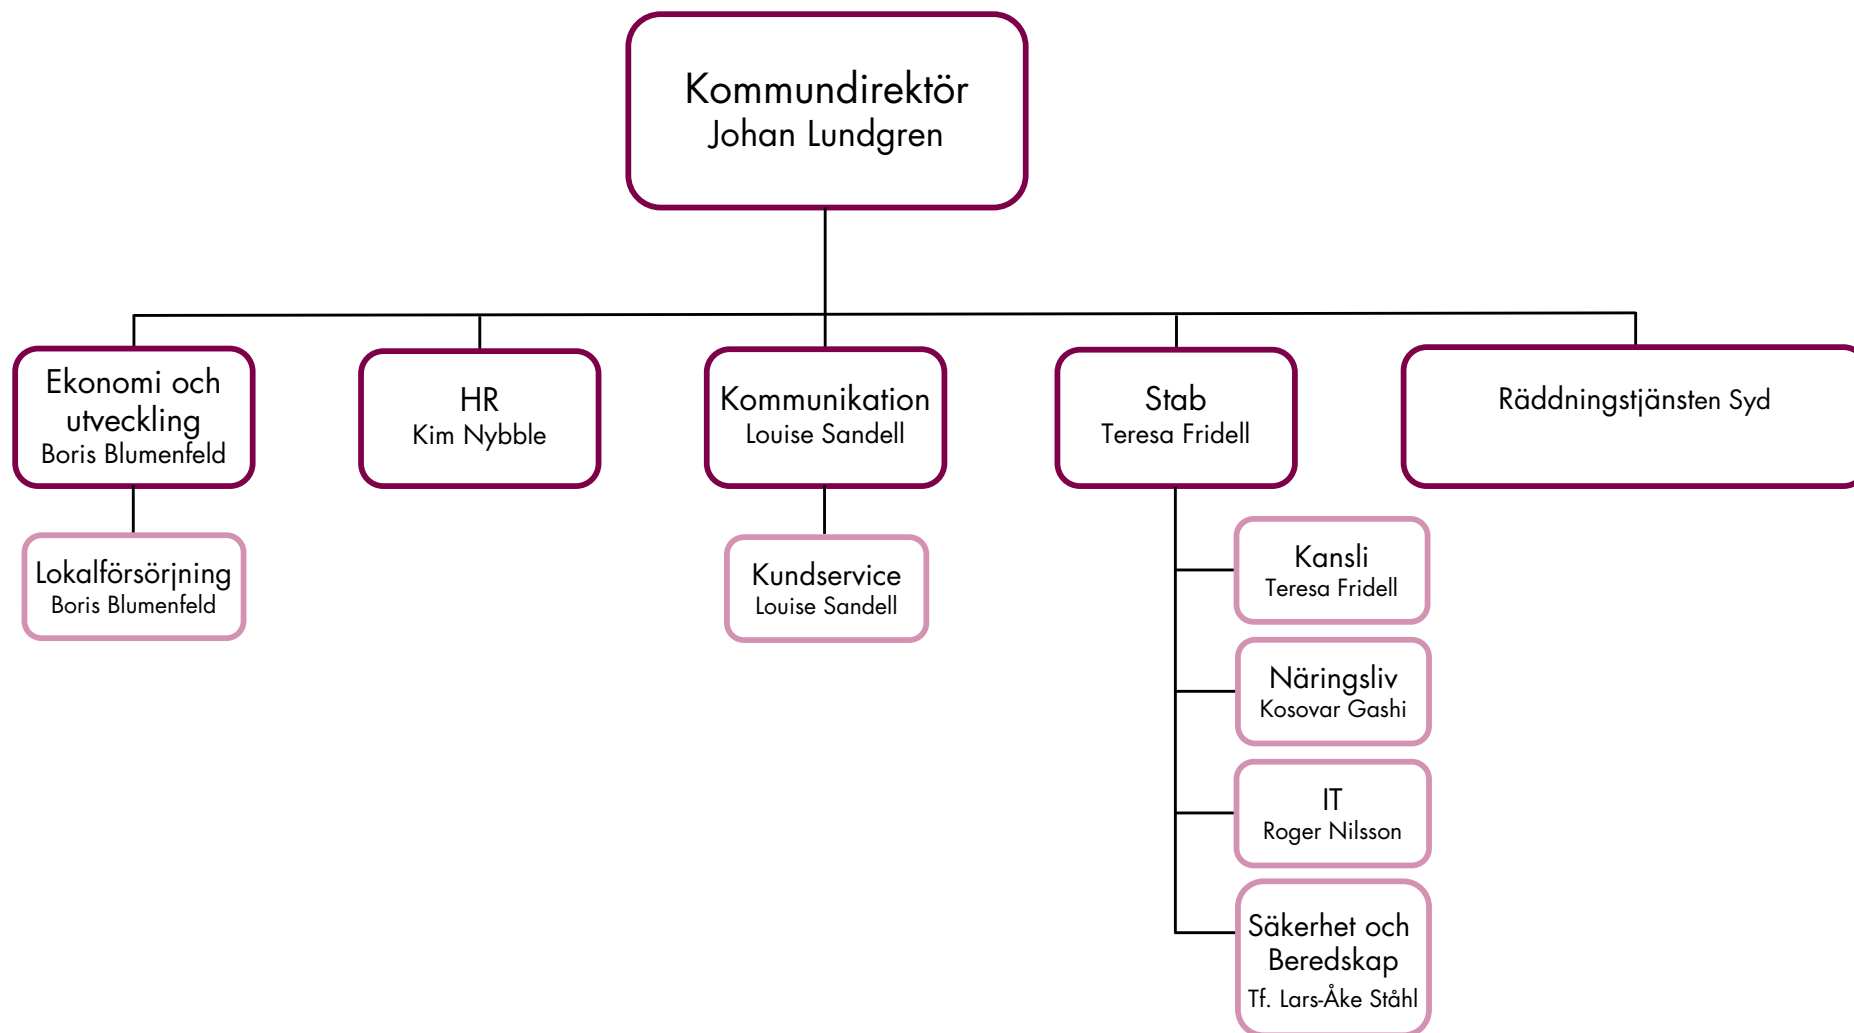 Kommundirektör
Johan Lundgren
Ekonomi och
utveckling
Boris Blumenfeld
HR
Kim Nybble
Kommunikation
Louise Sandell
Stab
Teresa Fridell
Räddningstjänsten Syd
Lokalförsörjning
Boris Blumenfeld
Kundservice
Louise Sandell
Kansli
Teresa Fridell
Näringsliv
Kosovar Gashi
IT
Roger Nilsson
Säkerhet och
Beredskap
Tf. Lars-Åke Ståhl